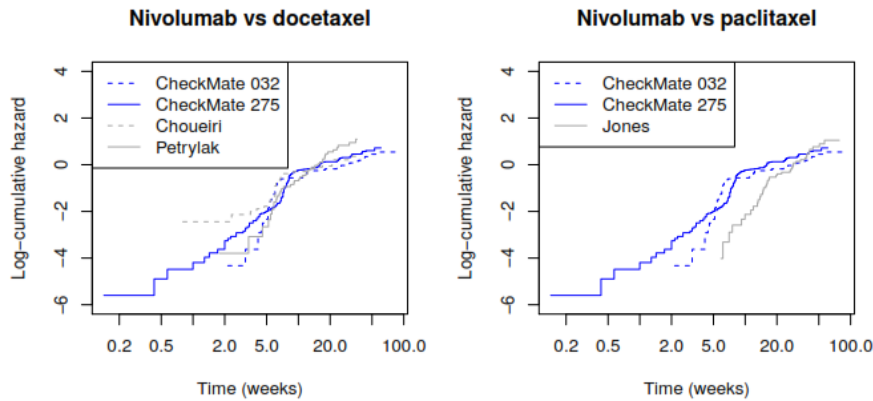 Nivolumab vs docetaxel
Log−cumulative hazard
4
2
0
−2
−4
−6
CheckMate 032
CheckMate 275
Choueiri
Petrylak
0.2 0.5 2.0 5.0 20.0 100.0
Time (weeks)
Nivolumab vs paclitaxel
Log−cumulative hazard
4
2
0
−2
−4
−6
CheckMate 032
CheckMate 275
Jones
0.2 0.5 2.0 5.0 20.0 100.0
Time (weeks)